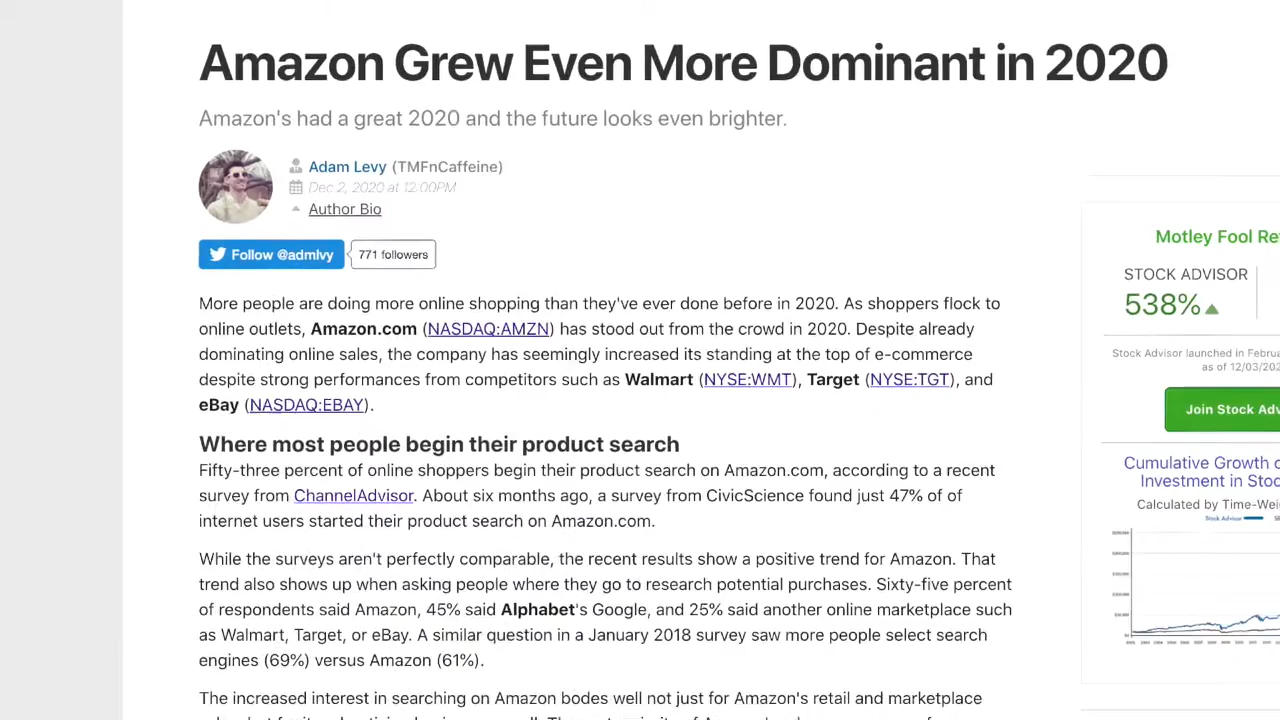 Amazon Grew Even More Dominant in 2020
Amazon's had a great 2020 and the future looks even brighter.
Adam Levy (TMFnCaffeine)
Dec 2, 2020 at 12:00PM
Author Bio
Follow @admlvy
771 followers
More people are doing more online shopping than they've ever done before in 2020. As shoppers flock to
online outlets, Amazon.com (NASDAQ:AMZN) has stood out from the crowd in 2020. Despite already
dominating online sales, the company has seemingly increased its standing at the top of e-commerce
despite strong performances from competitors such as Walmart (NYSE:WMT), Target (NYSE:TGT), and
eBay (NASDAQ:EBAY).
Where most people begin their product search
Fifty-three percent of online shoppers begin their product search on Amazon.com, according to a recent
survey from ChannelAdvisor. About six months ago, a survey from CivicScience found just 47% of of
internet users started their product search on Amazon.com.
While the surveys aren't perfectly comparable, the recent results show a positive trend for Amazon. That
trend also shows up when asking people where they go to research potential purchases. Sixty-five percent
of respondents said Amazon, 45% said Alphabet's Google, and 25% said another online marketplace such
as Walmart, Target, or eBay. A similar question in a January 2018 survey saw more people select search
engines (69%) versus Amazon (61%).
The increased interest in searching on Amazon bodes well not just for Amazon's retail and marketplace
Motley Fool Re
STOCK ADVISOR
538%
Stock Advisor launched in Februa
as of 12/03/202
Join Stock Adv
Cumulative Growth o
Investment in Stoc
Calculated by Time-Wei
Stock Advisor